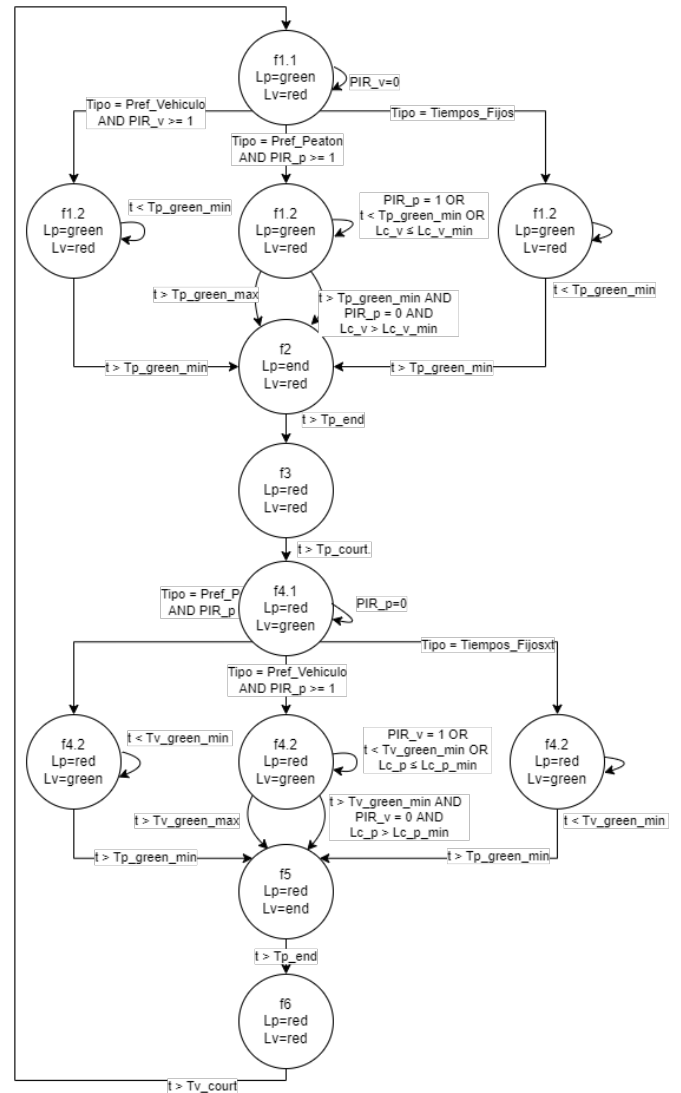 f1.1
Lp=green
Lv=red
PIR_v=0
Tipo = Pref_Vehiculo
AND PIR_v >= 1
Tipo = Pref_Peaton
AND PIR_p >= 1
Tipo = Tiempos_Fijos
f1.2
Lp=green
Lv=red
t < Tp_green_min
f1.2
Lp=green
Lv=red
PIR_p = 1 OR
t < Tp_green_min OR
Lc_v ≤ Lc_v_min
f1.2
Lp=green
Lv=red
t < Tp_green_min
t > Tp_green_max
t > Tp_green_min AND
PIR_p = 0 AND
Lc_v > Lc_v_min
t > Tp_green_min
f2
Lp=end
Lv=red
t > Tp_green_min
t > Tp_end
f3
Lp=red
Lv=red
t > Tp_court.
Tipo = Pref_P
AND PIR_p
f4.1
Lp=red
Lv=green
PIR_p=0
Tipo = Pref_Vehiculo
AND PIR_p >= 1
Tipo = Tiempos_Fijosxt
f4.2
Lp=red
Lv=green
t < Tv_green_min
f4.2
Lp=red
Lv=green
PIR_v = 1 OR
t < Tv_green_min OR
Lc_p ≤ Lc_p_min
f4.2
Lp=red
Lv=green
t < Tv_green_min
t > Tv_green_max
t > Tv_green_min AND
PIR_v = 0 AND
Lc_p > Lc_p_min
t > Tp_green_min
t > Tp_green_min
f5
Lp=red
Lv=end
t > Tp_end
f6
Lp=red
Lv=red
t > Tv_court